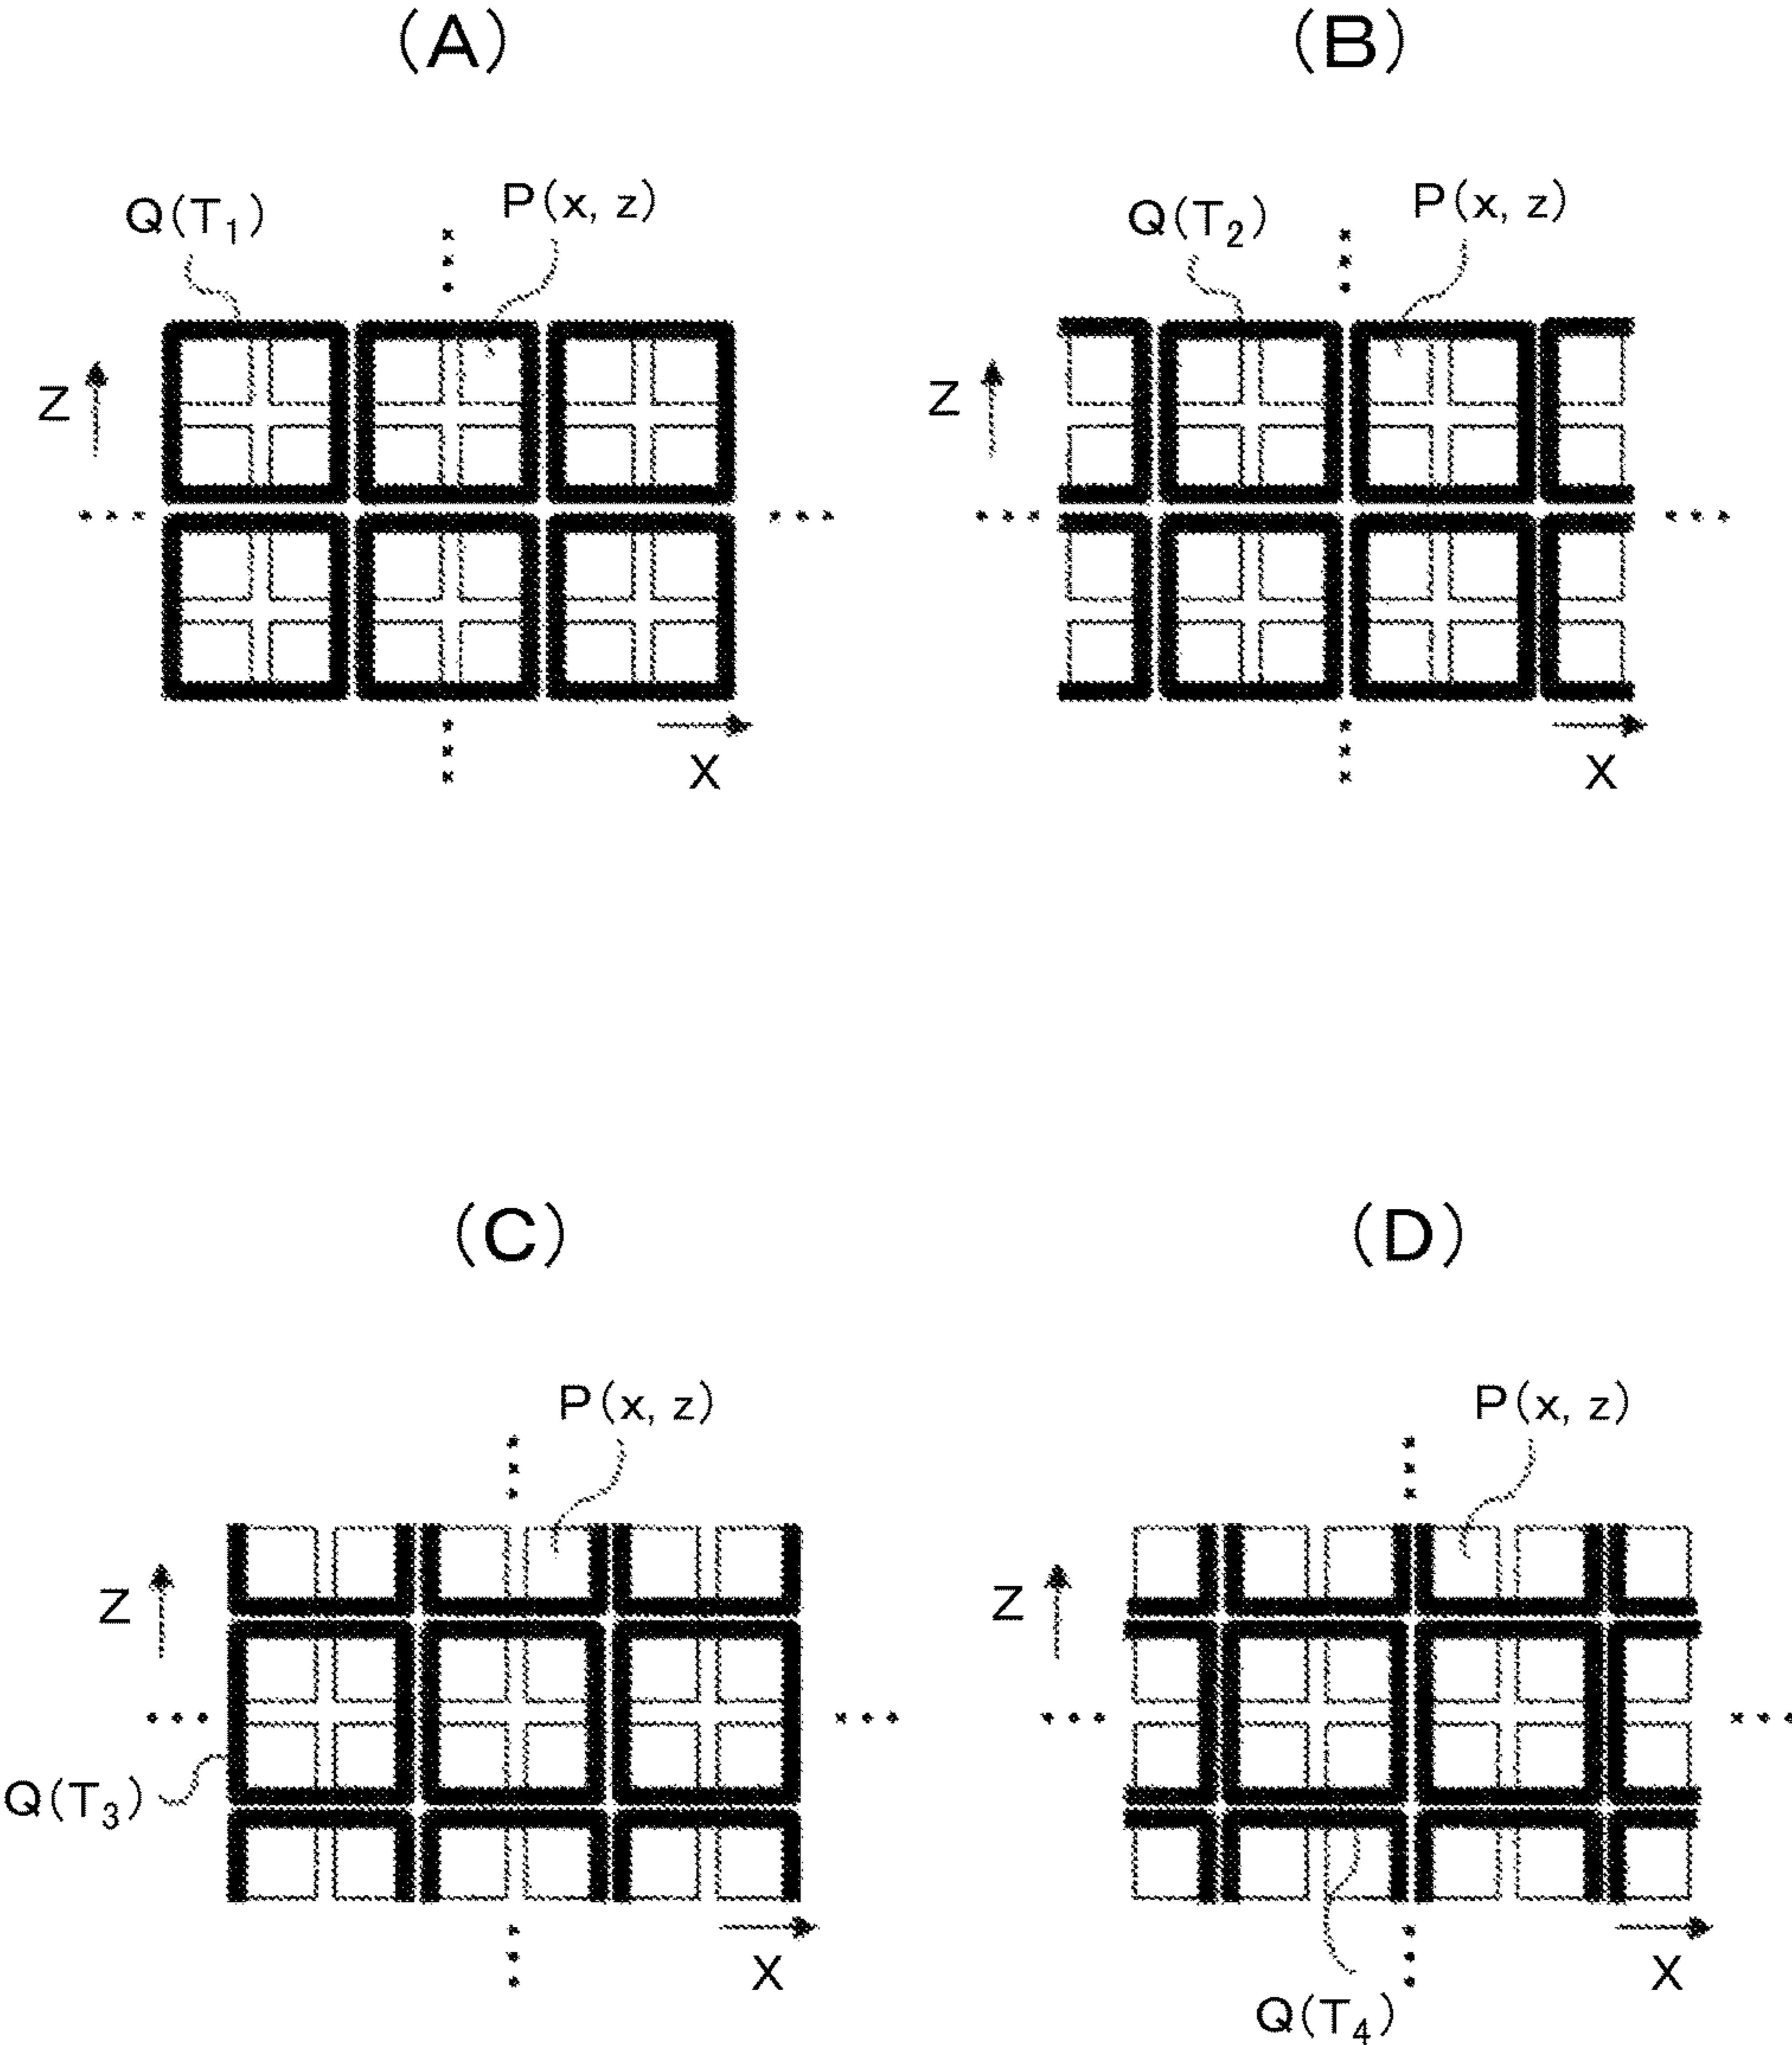 (A)
(B)
Q(T1)
P(x, z)
Q(T2)
P(x, z)
Z
Z
X
X
(C)
(D)
P(x, z)
P(x, z)
Z
Z
Q(T3)
X
X
Q(T4)